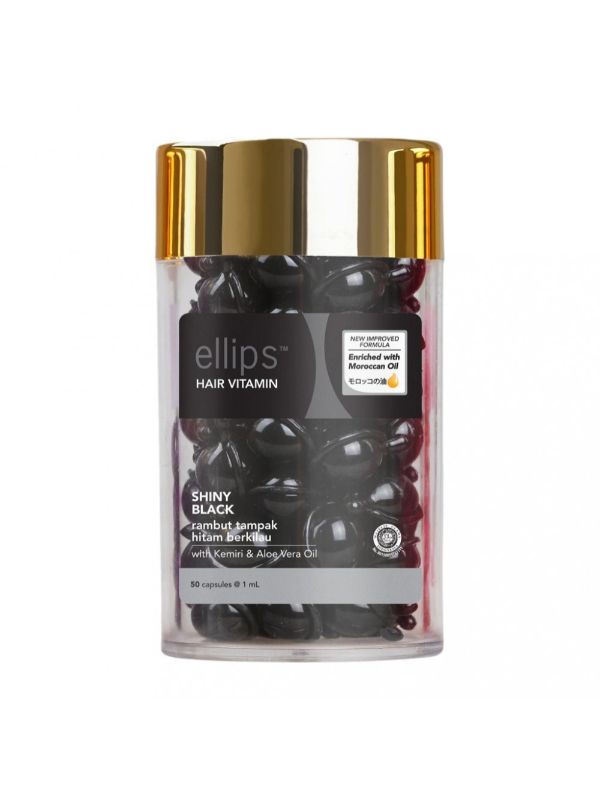 ellips™
HAIR VITAMIN
NEW IMPROVED
FORMULA
Enriched with
Moroccan Oil
モロッコの油
SHINY
BLACK
rambut tampak
hitam berkilau
with Kemiri & Aloe Vera Oil
50 capsules @ 1 mL